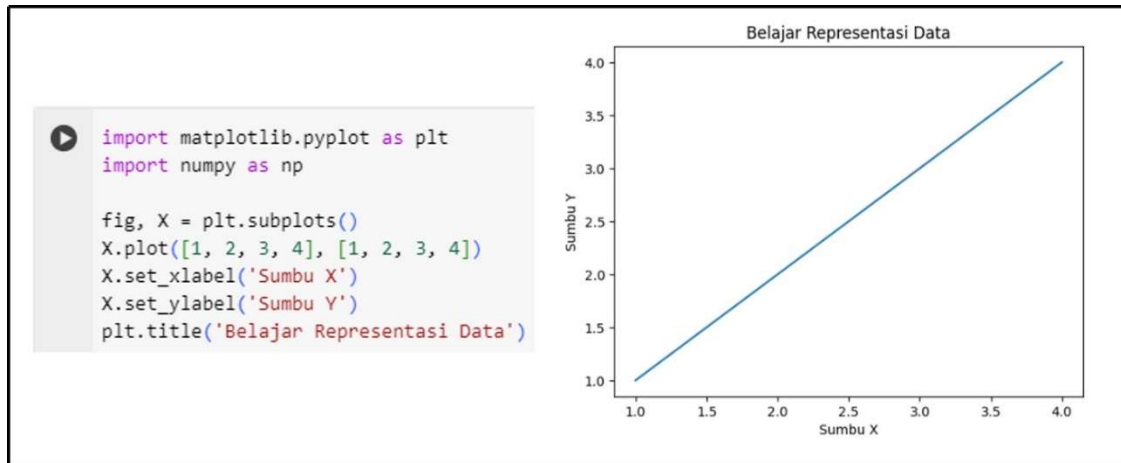 import matplotlib.pyplot as plt
import numpy as np
fig, X = plt.subplots()
X.plot([1, 2, 3, 4], [1, 2, 3, 4])
X.set_xlabel('Sumbu X')
X.set_ylabel('Sumbu Y')
plt.title('Belajar Representasi Data')
Belajar Representasi Data
Sumbu Y
4.0
3.5
3.0
2.5
2.0
1.5
1.0
1.0 1.5 2.0 2.5 3.0 3.5 4.0
Sumbu X